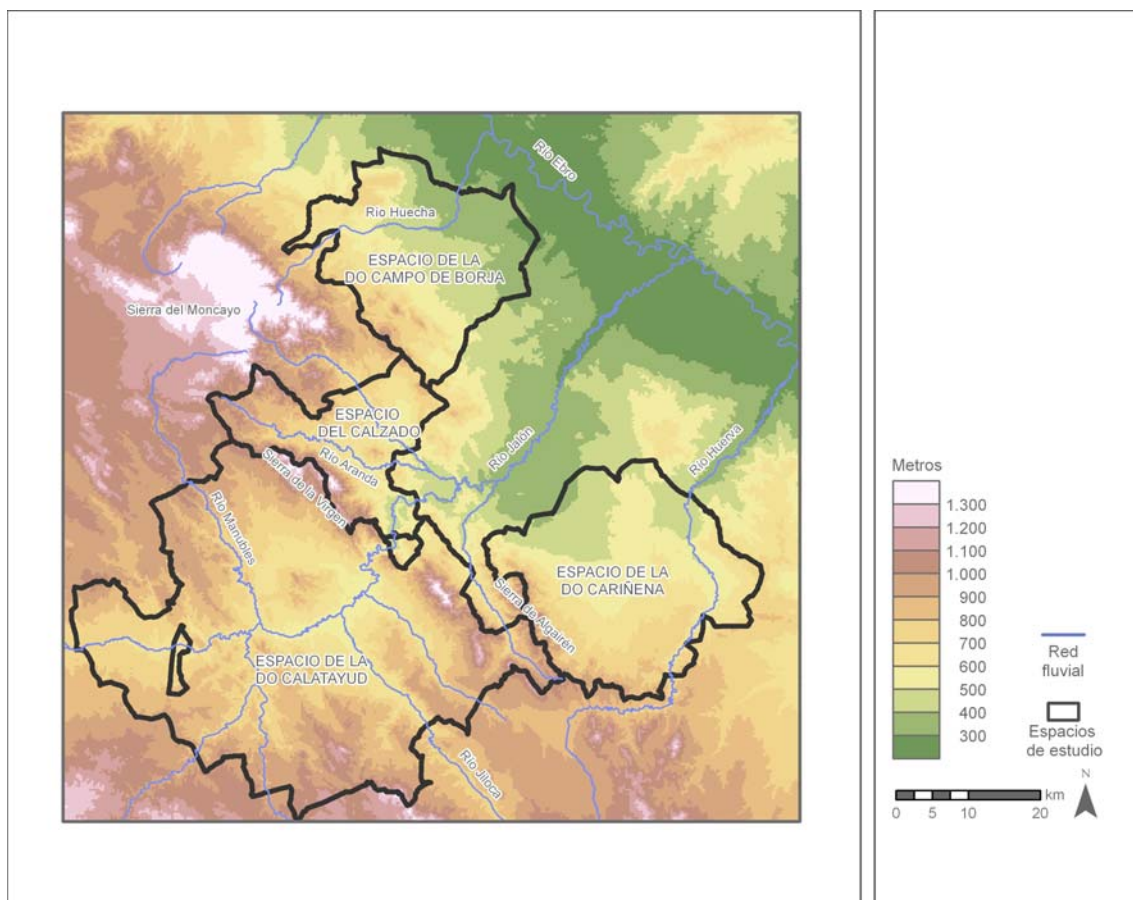 Río Ebro
Río Huecha
ESPACIO DE LA
DO CAMPO DE BORJA
Sierra del Moncayo
ESPACIO
DEL CALZADO
Río Aranda
Sierra de la Virgen
Río Jalón
Río Huerva
Río Manubles
ESPACIO DE LA
DO CARIÑENA
Sierra de Algairén
ESPACIO DE LA
DO CALATAYUD
Río Jiloca
Metros
1.300
1.200
1.100
1.000
900
800
700
600
500
400
300
Red
fluvial
Espacios
de estudio
N
km
0 5 10 20